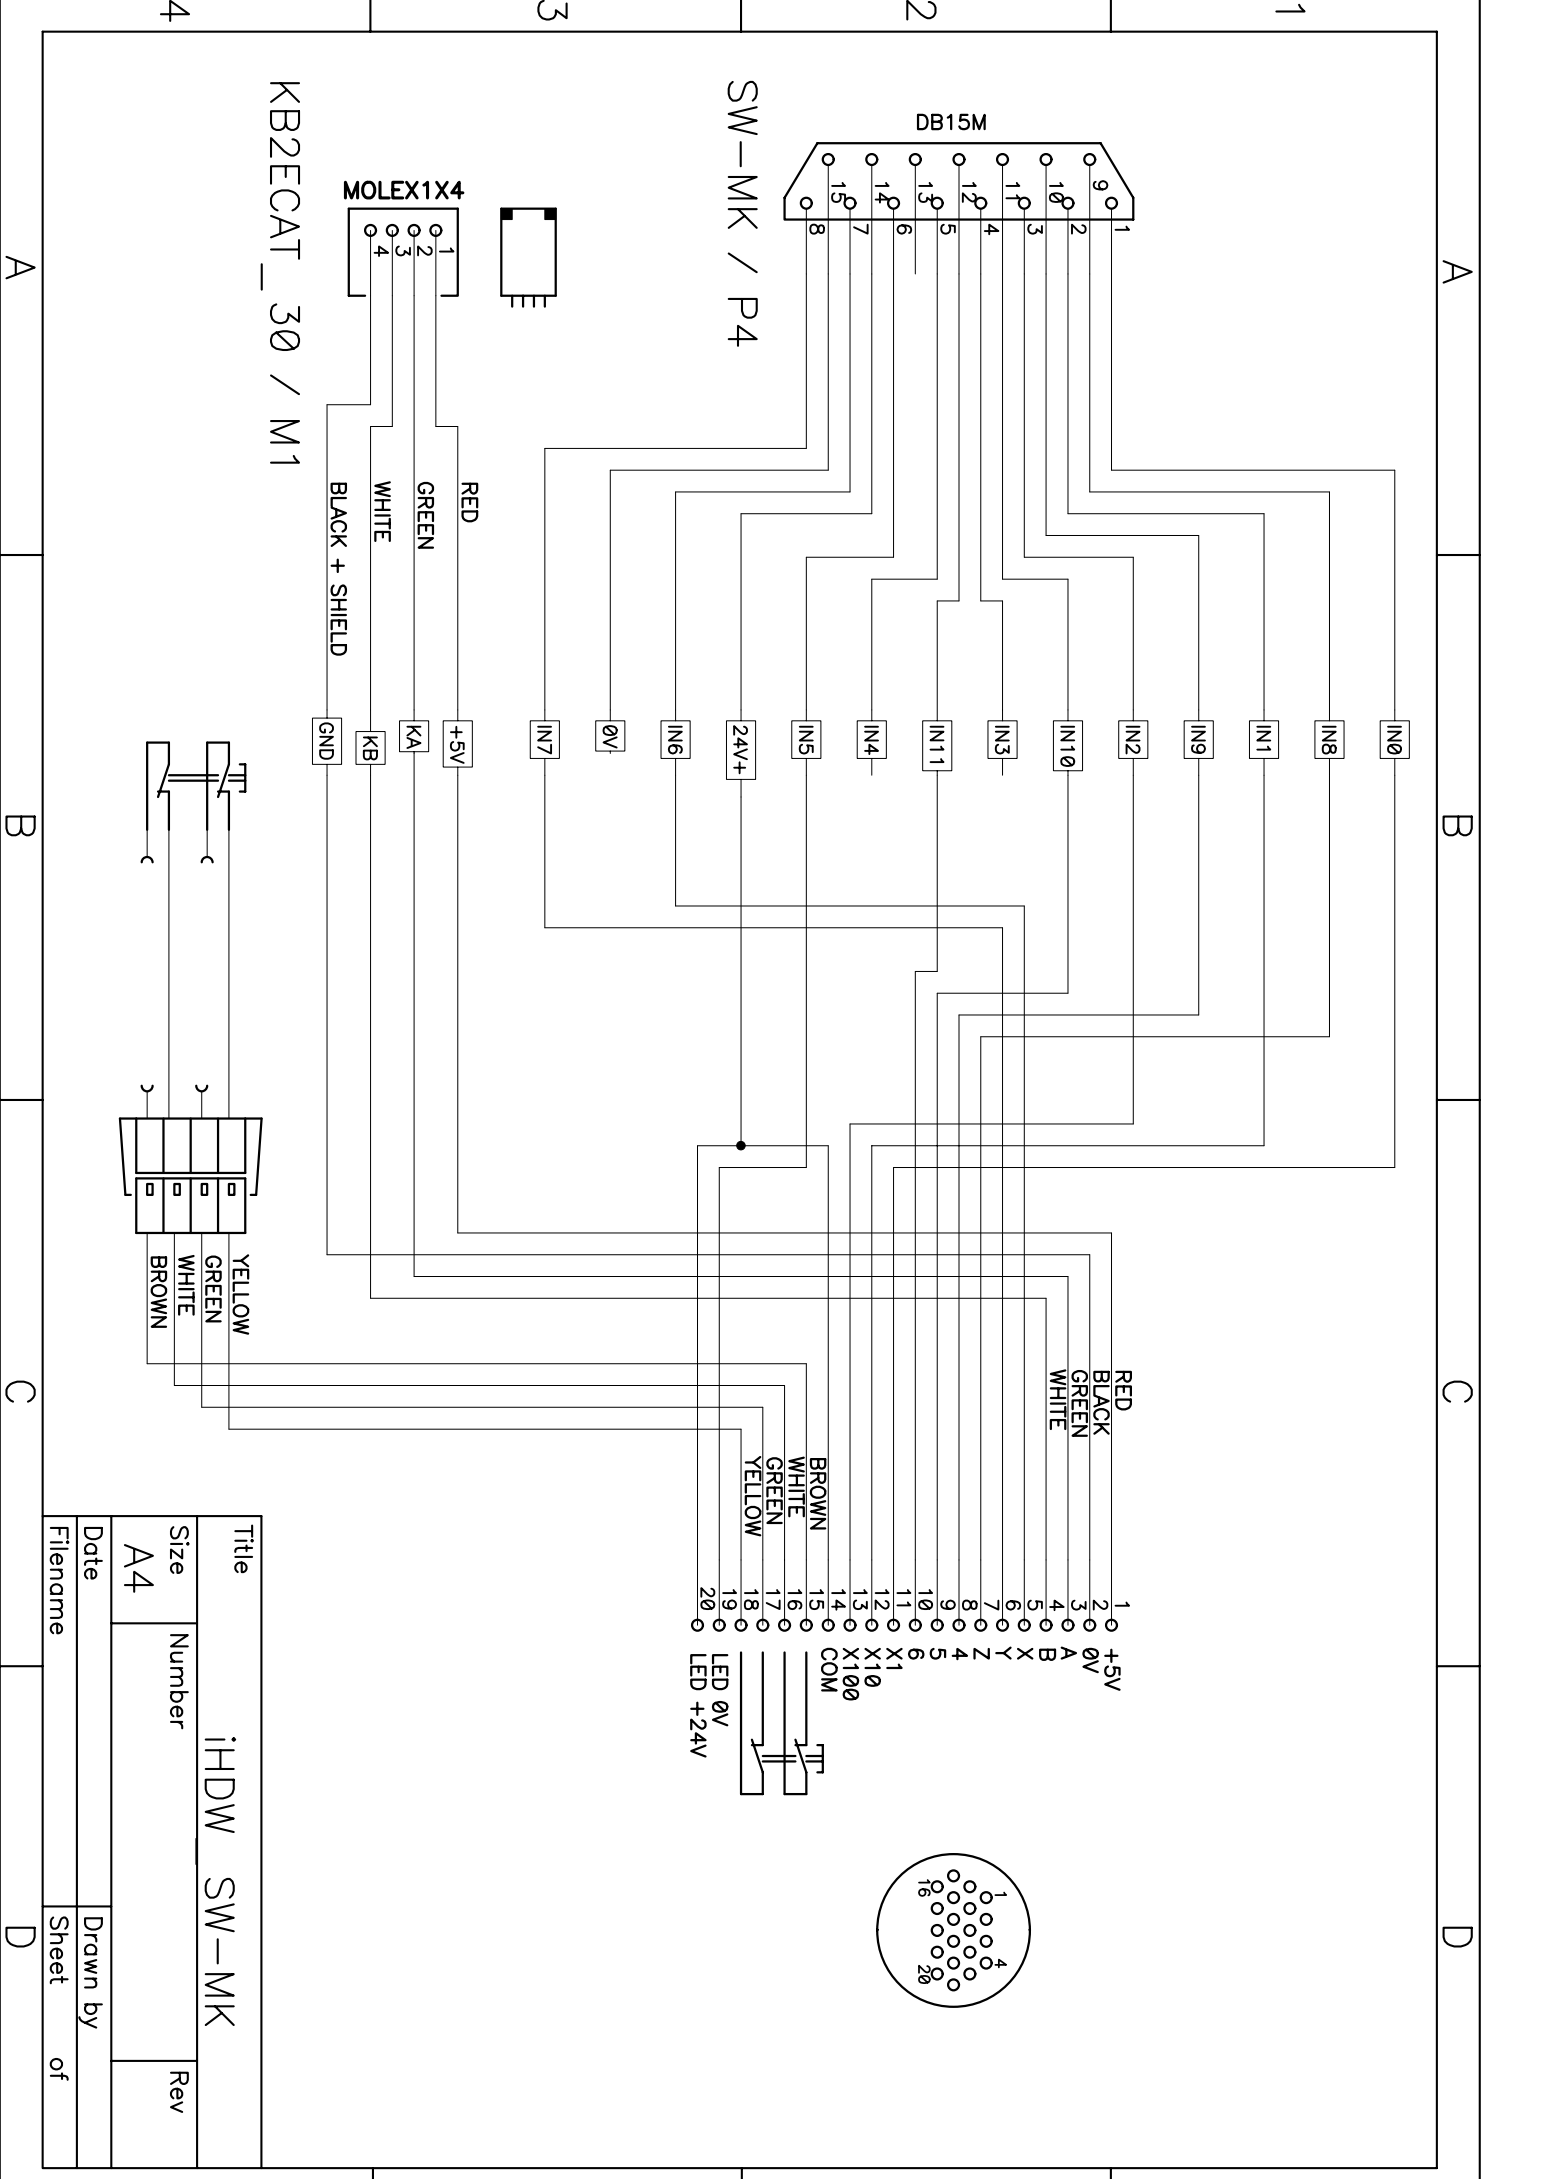 1
2
3
4
A
B
C
D
A
B
C
D
SW-MK / P4
DB15M
1
2
3
4
5
6
7
8
9
10
11
12
13
14
15
KB2ECAT_30 / M1
MOLEX1X4
1
2
3
4
RED
GREEN
WHITE
BLACK + SHIELD
IN0
IN8
IN1
IN9
IN2
IN10
IN3
IN11
IN4
IN5
24V+
IN6
0V
IN7
+5V
KA
KB
GND
YELLOW
GREEN
WHITE
BROWN
RED
BLACK
GREEN
WHITE
BROWN
WHITE
GREEN
YELLOW
1 +5V
2 0V
3 A
4 B
5 X
6 Y
7 Z
8 4
9 5
10 6
11 X1
12 X10
13 X100
14 COM
15
16
17
18
19 LED 0V
20 LED +24V
1
4
16
20
Title
iHDW_SW-MK
Size
A4
Number
Rev
Date
Drawn by
Filename
Sheet of